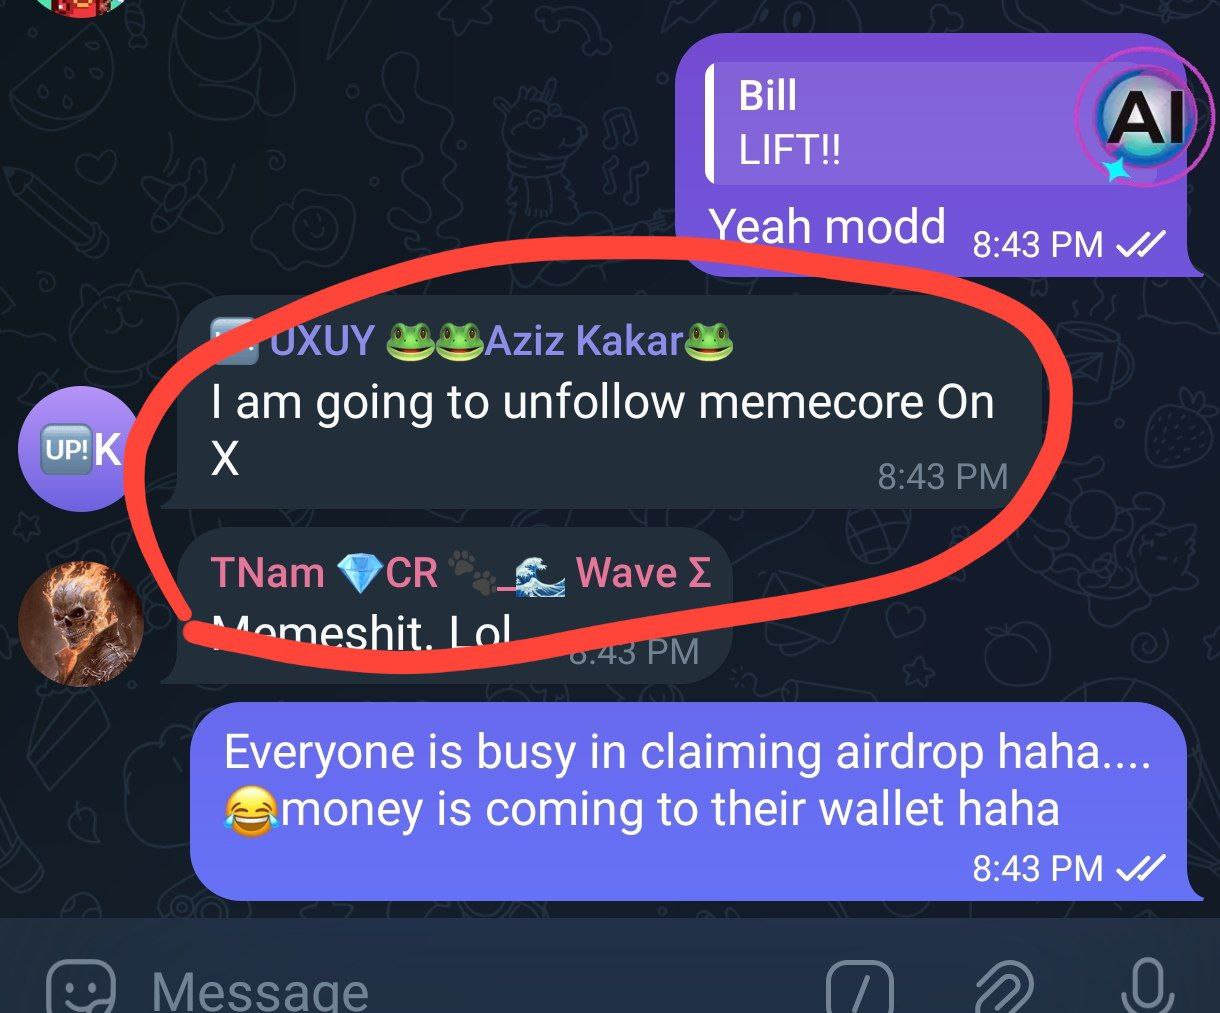 Bill
AI
LIFT!!
Yeah modd 8:43 PM
UXUY 🐸🐸Aziz Kakar🐸
I am going to unfollow memecore On
X
8:43 PM
UP! K
TNam 💎CR 🐾_🌊 Wave Σ
Memeshit. Lol
8:43 PM
Everyone is busy in claiming airdrop haha....
😂money is coming to their wallet haha
8:43 PM
Message